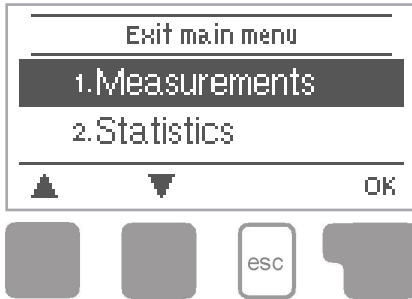 Exit main menu
1.Measurements
2.Statistics
OK
esc